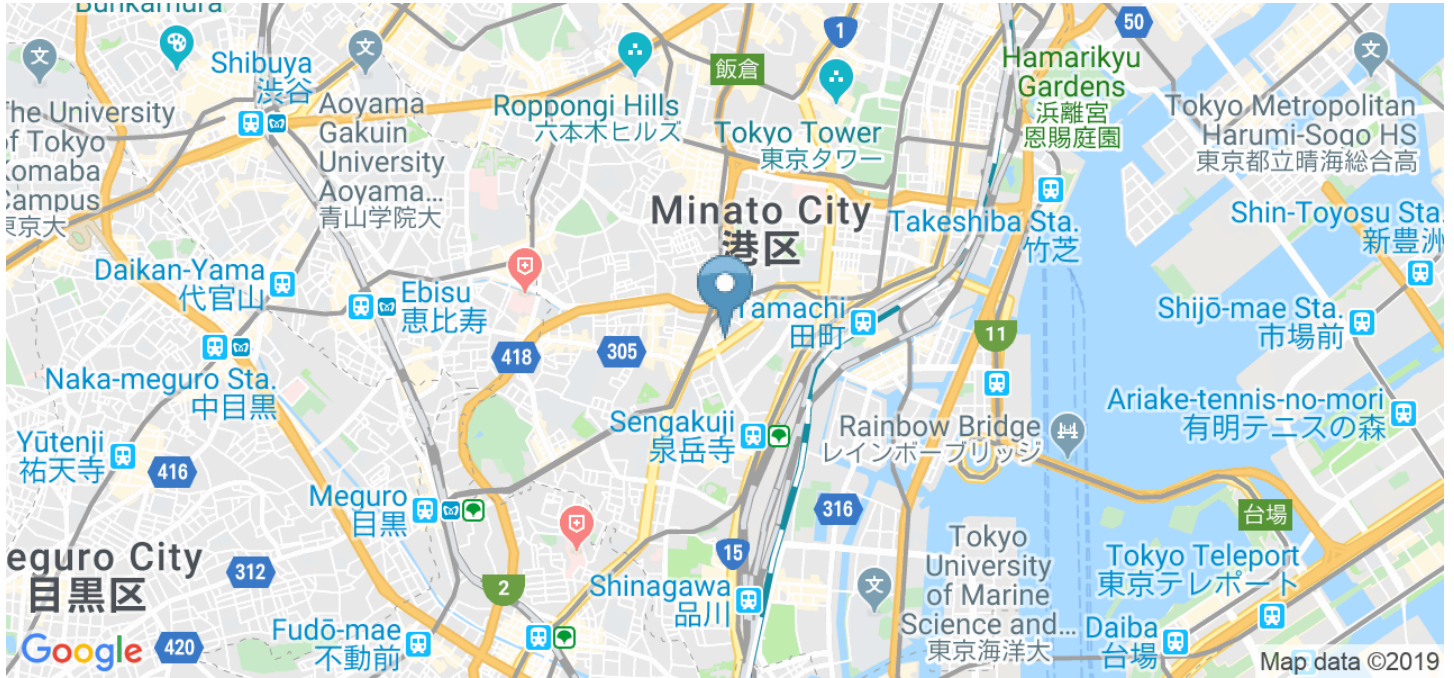 Bunkamura
50
1
Shibuya
渋谷
飯倉
Hamarikyu
Gardens
浜離宮
恩賜庭園
The University
of Tokyo
Komaba
Campus
東京大
Aoyama
Gakuin
University
Aoyama...
青山学院大
Roppongi Hills
六本木ヒルズ
Tokyo Tower
東京タワー
Tokyo Metropolitan
Harumi-Sogo HS
東京都立晴海総合高
Minato City
港区
Takeshiba Sta.
竹芝
Shin-Toyosu Sta.
新豊洲
Daikan-Yama
代官山
Ebisu
恵比寿
Tamachi
田町
Shijō-mae Sta.
市場前
11
418
305
Naka-meguro Sta.
中目黒
Ariake-tennis-no-mori
有明テニスの森
Sengakuji
泉岳寺
Rainbow Bridge
レインボーブリッジ
Yūtenji
祐天寺
416
Meguro
目黒
316
台場
15
Tokyo
University
of Marine
Science and...
東京海洋大
Tokyo Teleport
東京テレポート
eguro City
目黒区
312
2
Shinagawa
品川
Fudō-mae
不動前
Daiba
台場
Google
420
Map data ©2019